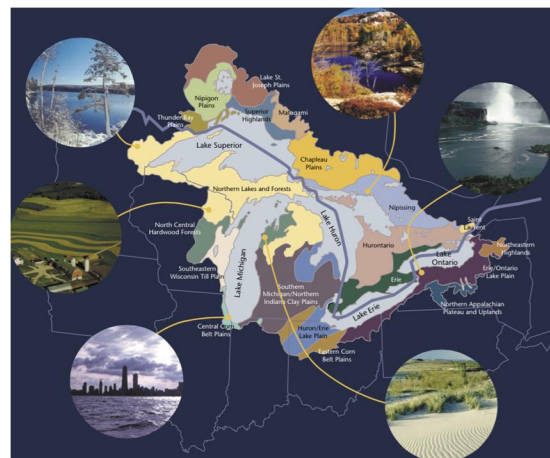 Lake St.
Joseph Plains
Nipigon
Plains
Superior
Highlands
Thunder Bay
Plains
Lake Superior
Chapleau
Plains
Northern Lakes and Forests
Nipissing
Saint
Laurent
North Central
Hardwood Forests
Lake Huron
Hurontario
Lake
Ontario
Northeastern
Highlands
Southeastern
Wisconsin Till Plains
Lake Michigan
Erie
Erie/Ontario
Lake Plain
Southern
Michigan/Northern
Indiana Clay Plains
Lake Erie
Northern Appalachian
Plateau and Uplands
Central Corn
Belt Plains
Huron/Erie
Lake Plain
Eastern Corn
Belt Plains